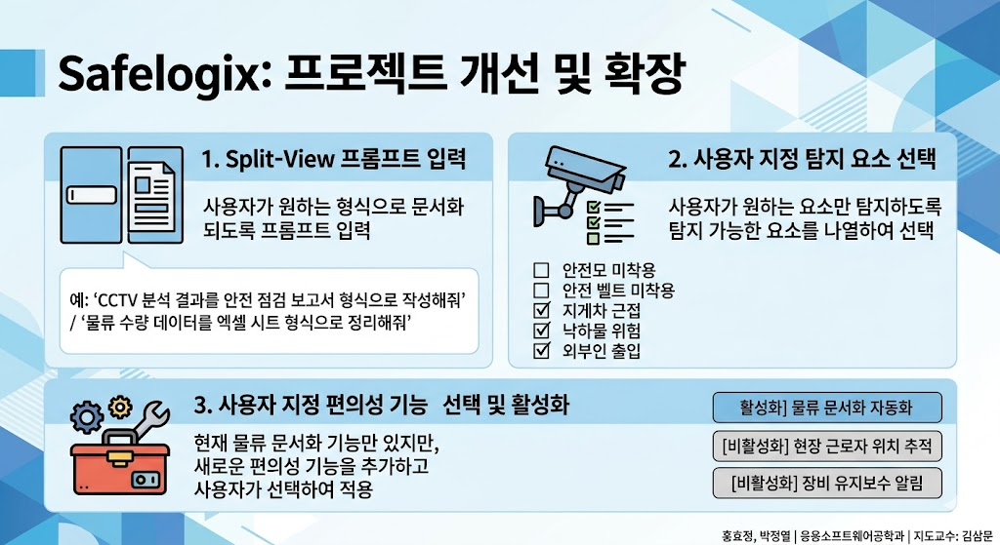 Safelogix: 프로젝트 개선 및 확장
1. Split-View 프롬프트 입력
사용자가 원하는 형식으로 문서화
되도록 프롬프트 입력
예: ‘CCTV 분석 결과를 안전 점검 보고서 형식으로 작성해줘’
/ ‘물류 수량 데이터를 엑셀 시트 형식으로 정리해줘’
2. 사용자 지정 탐지 요소 선택
사용자가 원하는 요소만 탐지하도록
탐지 가능한 요소를 나열하여 선택
☐ 안전모 미착용
☐ 안전 벨트 미착용
☑ 지게차 근접
☑ 낙하물 위험
☑ 외부인 출입
3. 사용자 지정 편의성 기능 선택 및 활성화
현재 물류 문서화 기능만 있지만,
새로운 편의성 기능을 추가하고
사용자가 선택하여 적용
활성화] 물류 문서화 자동화
[비활성화] 현장 근로자 위치 추적
[비활성화] 장비 유지보수 알림
홍효정, 박정열 | 응용소프트웨어공학과 | 지도교수: 김삼문